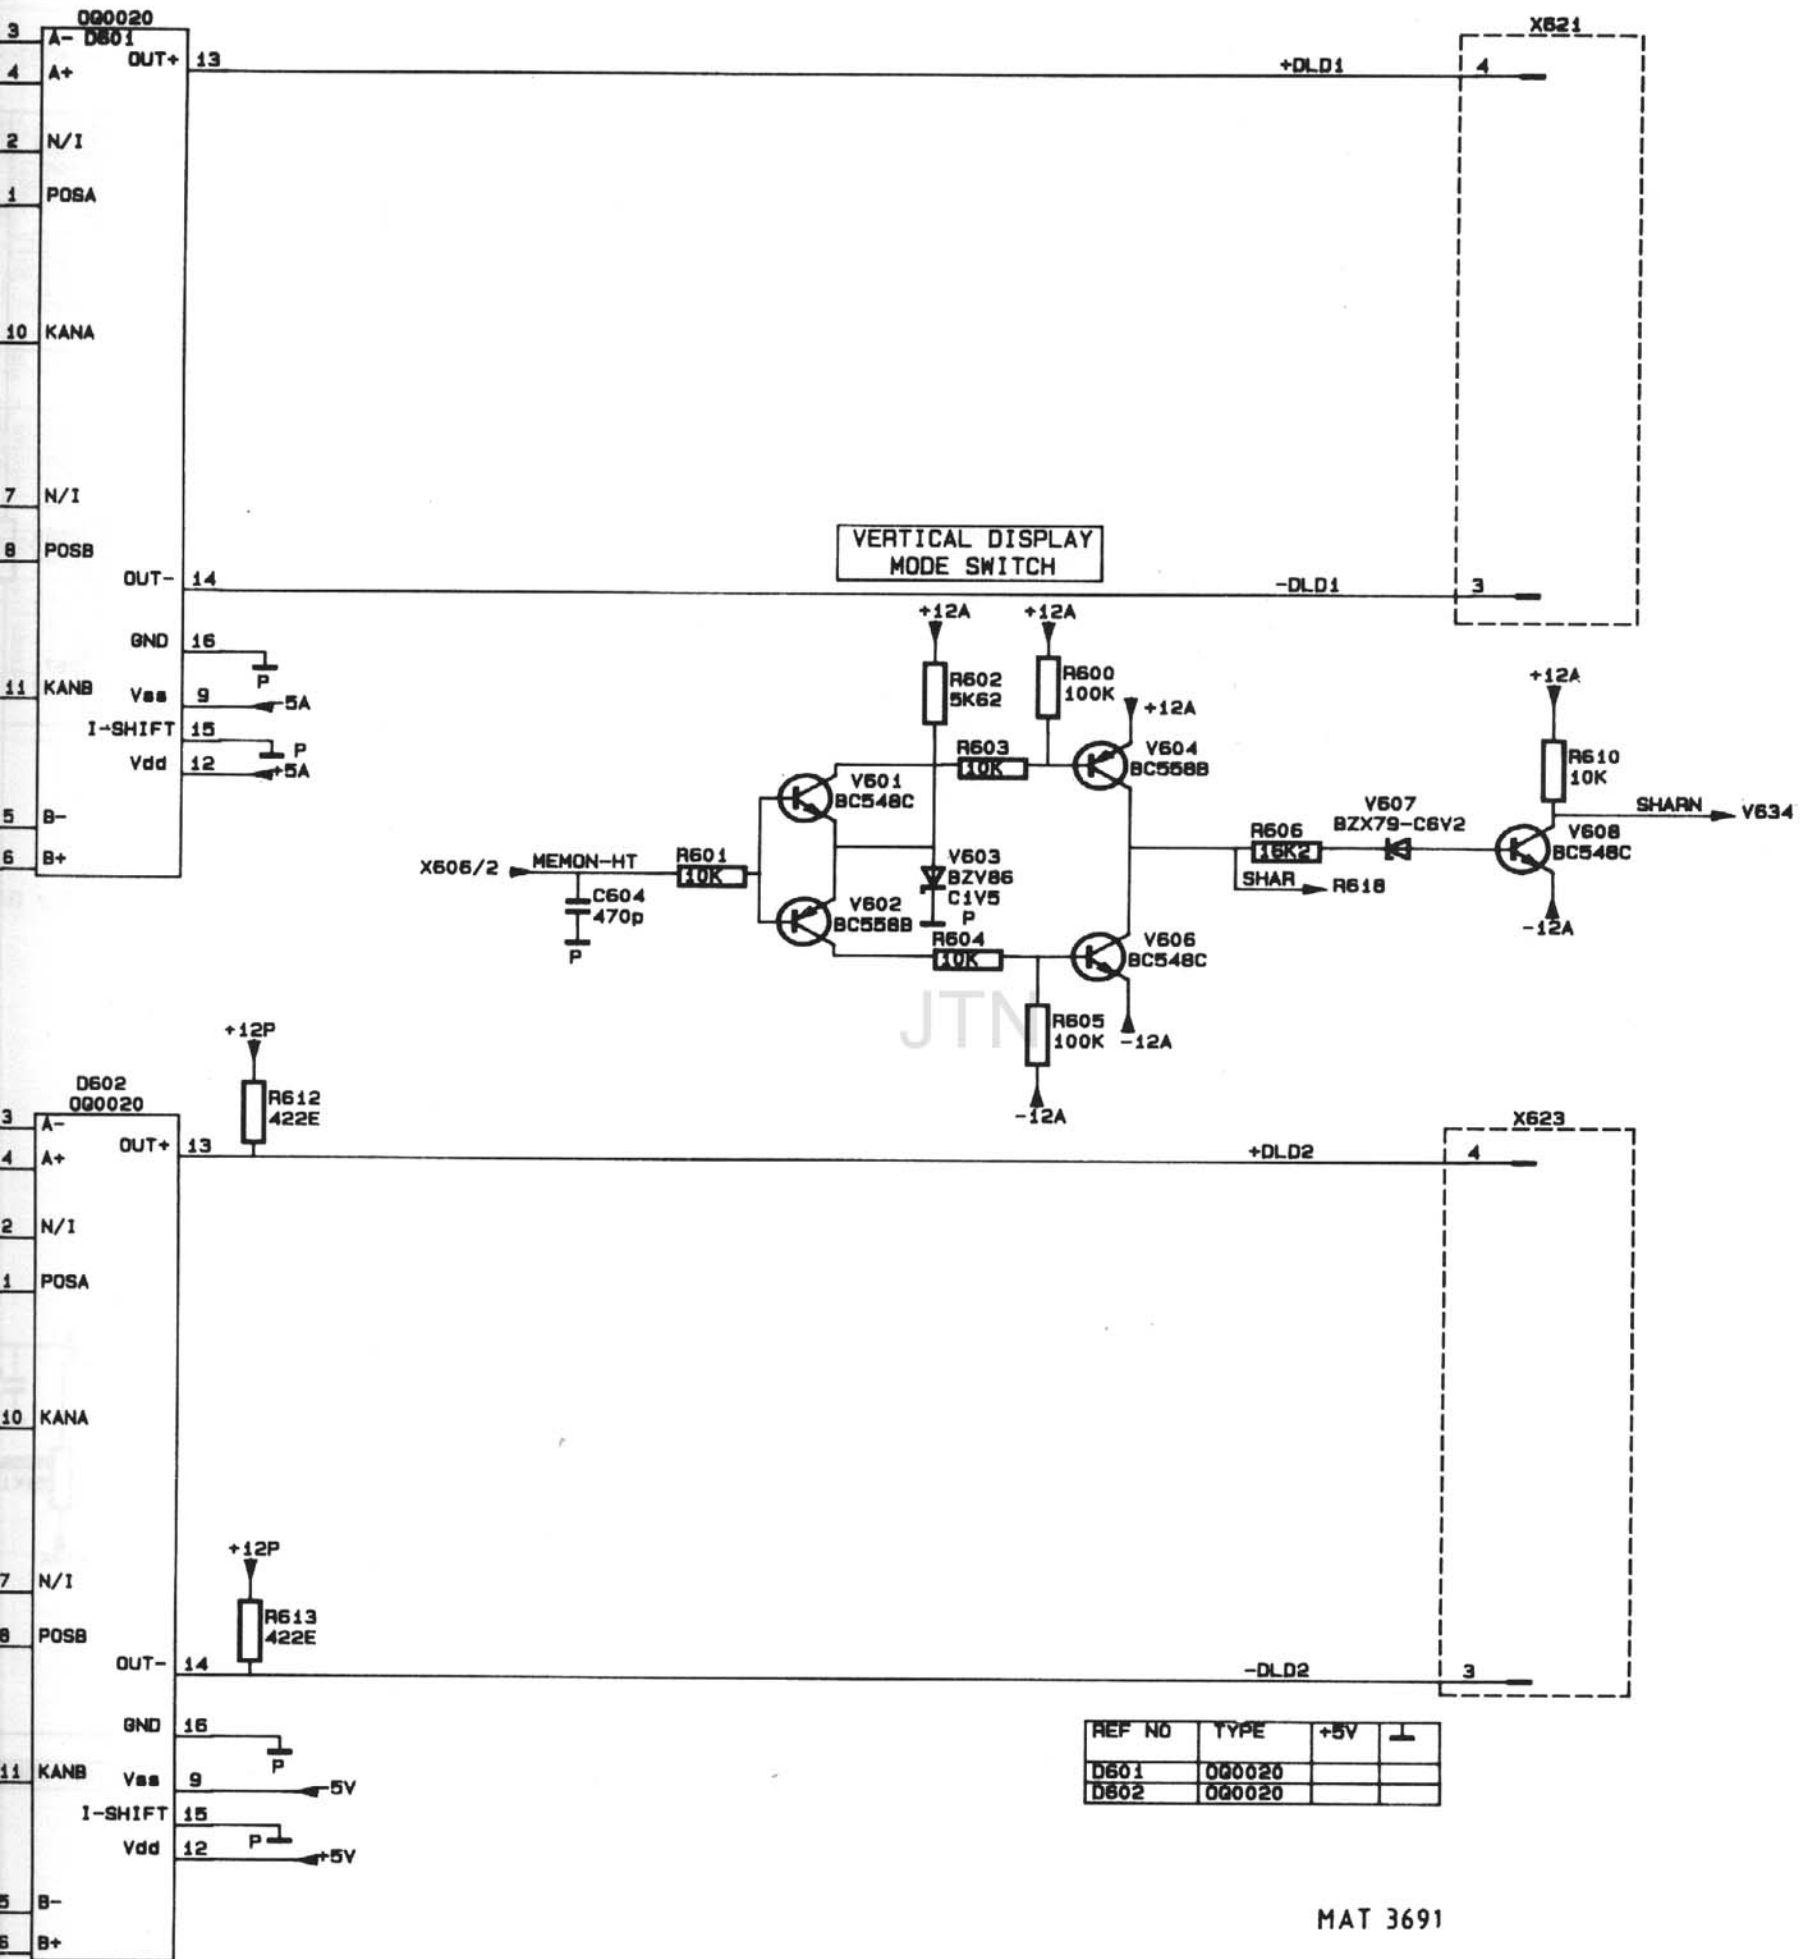 OQ0020
D601
3 A-
OUT+ 13
4 A+
2 N/I
1 POSA
10 KANA
7 N/I
8 POSB
OUT- 14
GND 16
P
11 KANB
Vss 9 -5A
I-SHIFT 15
P
Vdd 12 +5A
5 B-
6 B+
+DLD1 4
X621
-DLD1 3
VERTICAL DISPLAY
MODE SWITCH
+12A +12A
R602
5K62
R600
100K
+12A
R603
10K
V604
BC558B
V601
BC548C
X606/2 MEMON-HT
R601
10K
C604
470p
P
V603
BZV86
C1V5
P
V602
BC558B
R604
10K
V606
BC548C
R605
100K
-12A
-12A
+12A
R610
10K
SHARN V634
V607
BZX79-C6V2
R606
16K2
V608
BC548C
SHAR R618
-12A
JTN
D602
OQ0020
+12P
R612
422E
3 A-
OUT+ 13
4 A+
2 N/I
1 POSA
10 KANA
+12P
R613
422E
7 N/I
8 POSB
OUT- 14
GND 16
P
11 KANB
Vss 9 -5V
I-SHIFT 15
P
Vdd 12 +5V
5 B-
6 B+
X623
+DLD2 4
-DLD2 3
REF NO TYPE +5V
D601 OQ0020
D602 OQ0020
MAT 3691